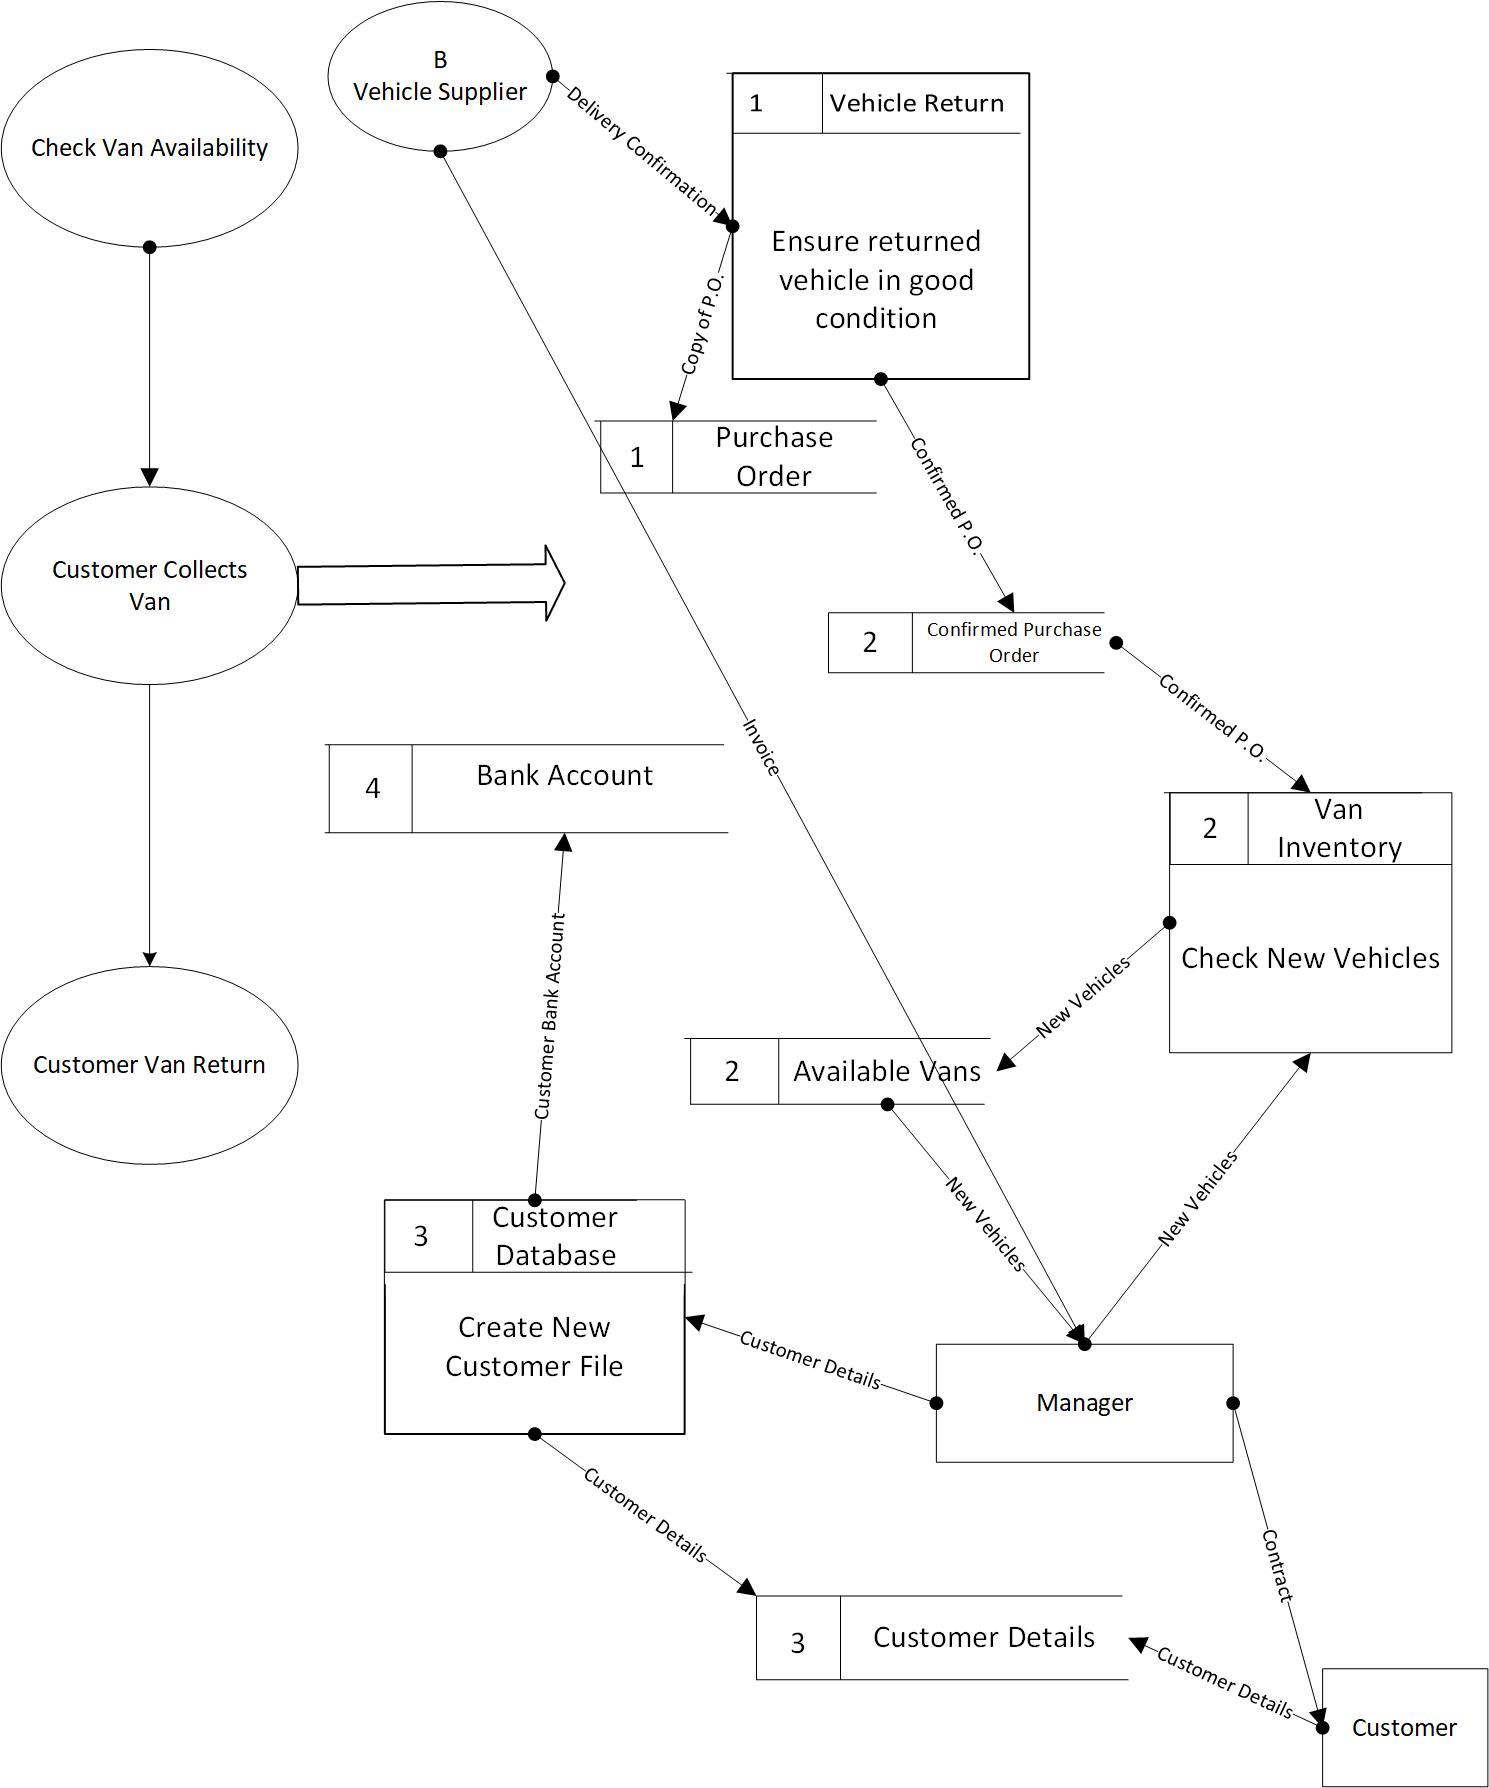 B
Vehicle Supplier
Check Van Availability
Delivery Confirmation
1
Vehicle Return
Ensure returned
vehicle in good
condition
Copy of P.O.
1
Purchase
Order
Confirmed P.O.
Customer Collects
Van
2
Confirmed Purchase
Order
Confirmed P.O.
Invoice
4
Bank Account
2
Van
Inventory
Check New Vehicles
Customer Bank Account
New Vehicles
Customer Van Return
2
Available Vans
New Vehicles
New Vehicles
3
Customer
Database
Create New
Customer File
Customer Details
Manager
Customer Details
Contract
3
Customer Details
Customer Details
Customer